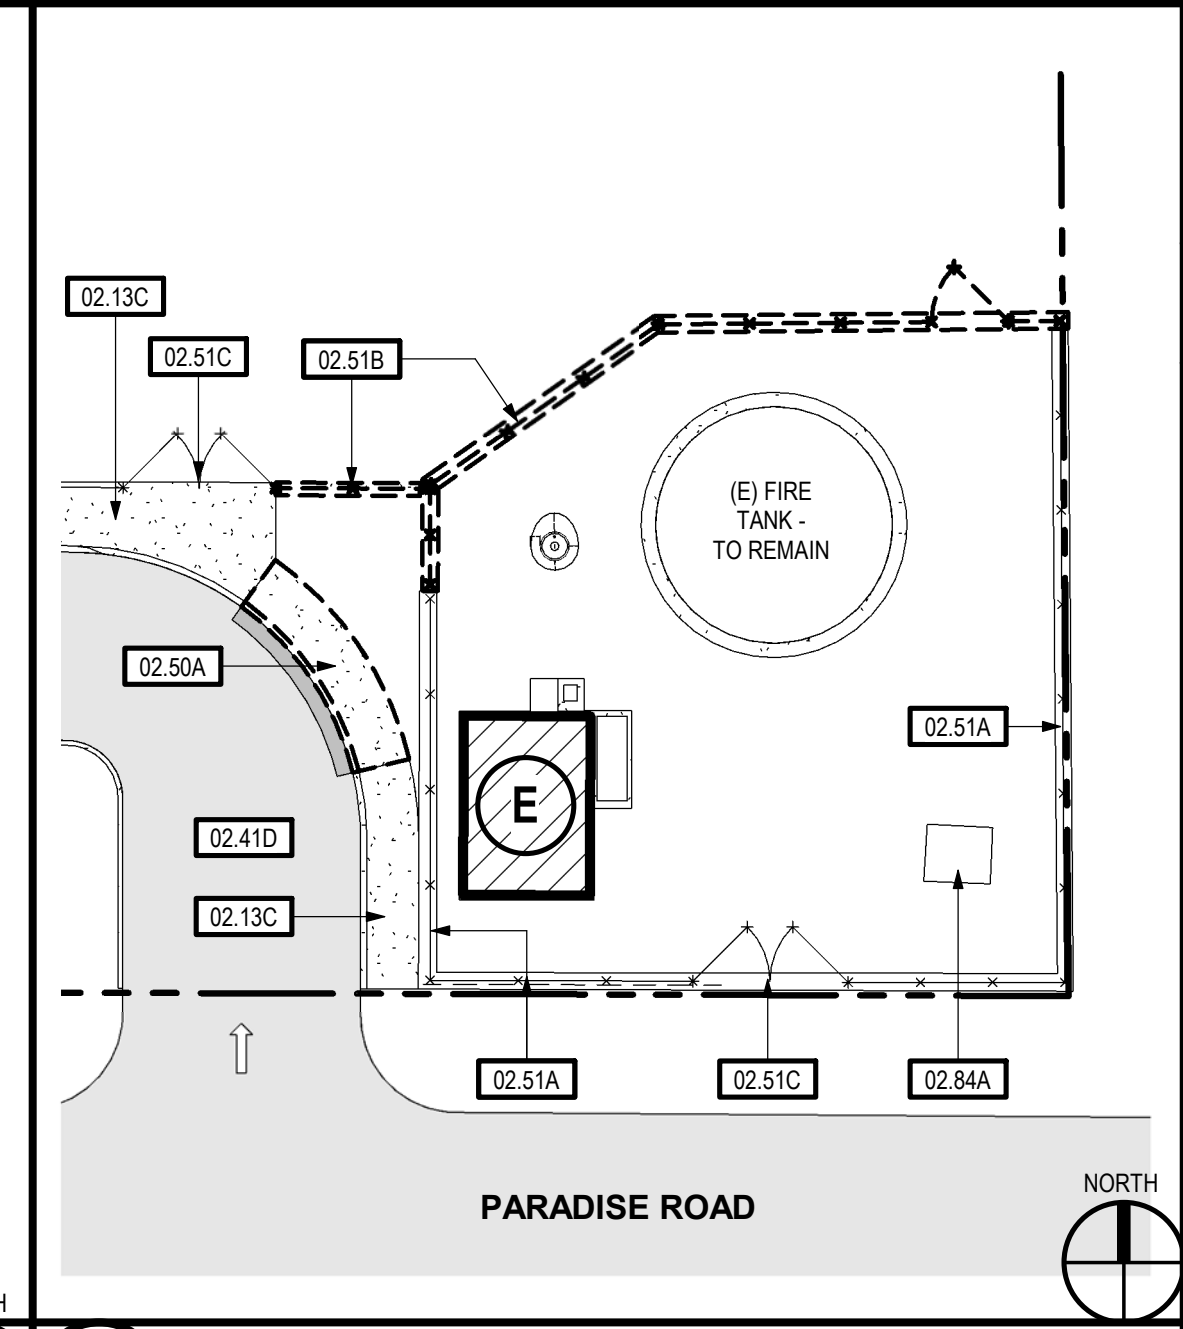 02.13C
02.51C
02.51B
(E) FIRE
TANK -
TO REMAIN
02.50A
02.51A
E
02.41D
02.13C
02.51A
02.51C
02.84A
NORTH
PARADISE ROAD
H